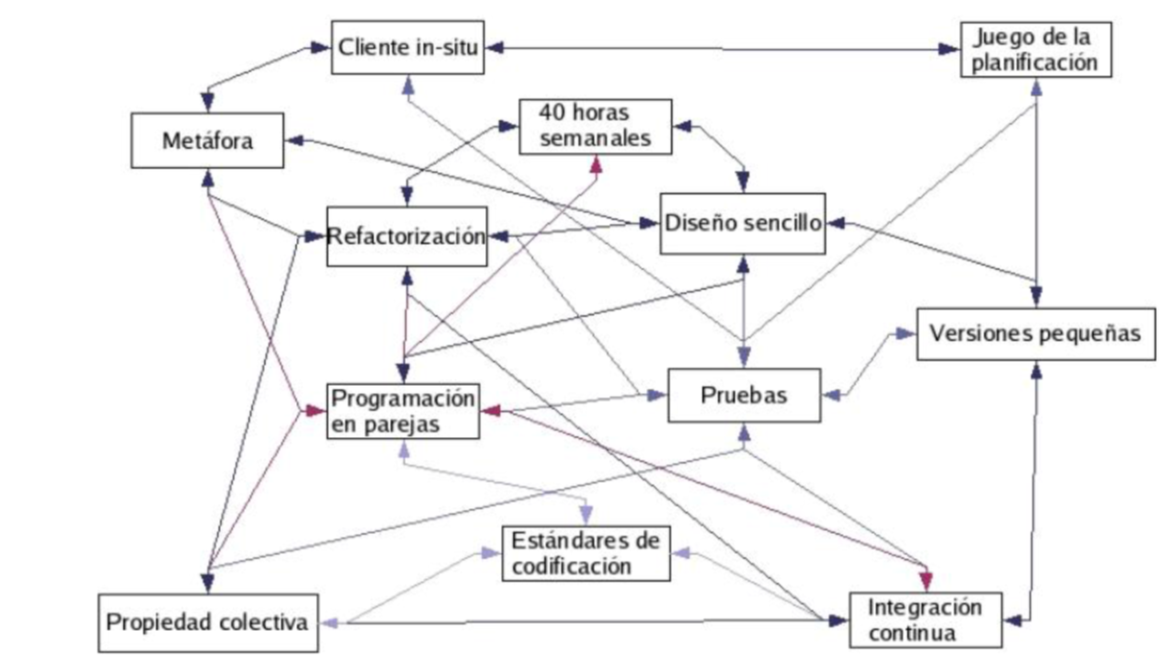 Cliente in-situ
Juego de la
planificación
40 horas
semanales
Metáfora
Refactorización
Diseño sencillo
Versiones pequeñas
Programación
en parejas
Pruebas
Estándares de
codificación
Propiedad colectiva
Integración
continua